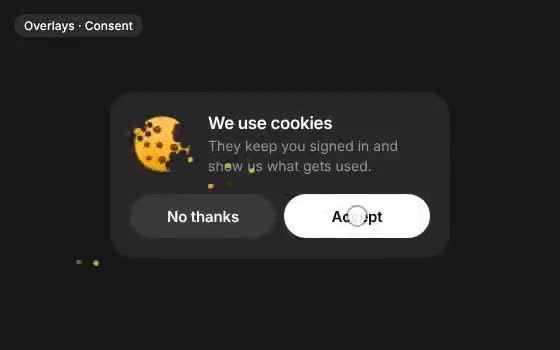 Overlays · Consent
We use cookies
They keep you signed in and
show us what gets used.
No thanks
Accept